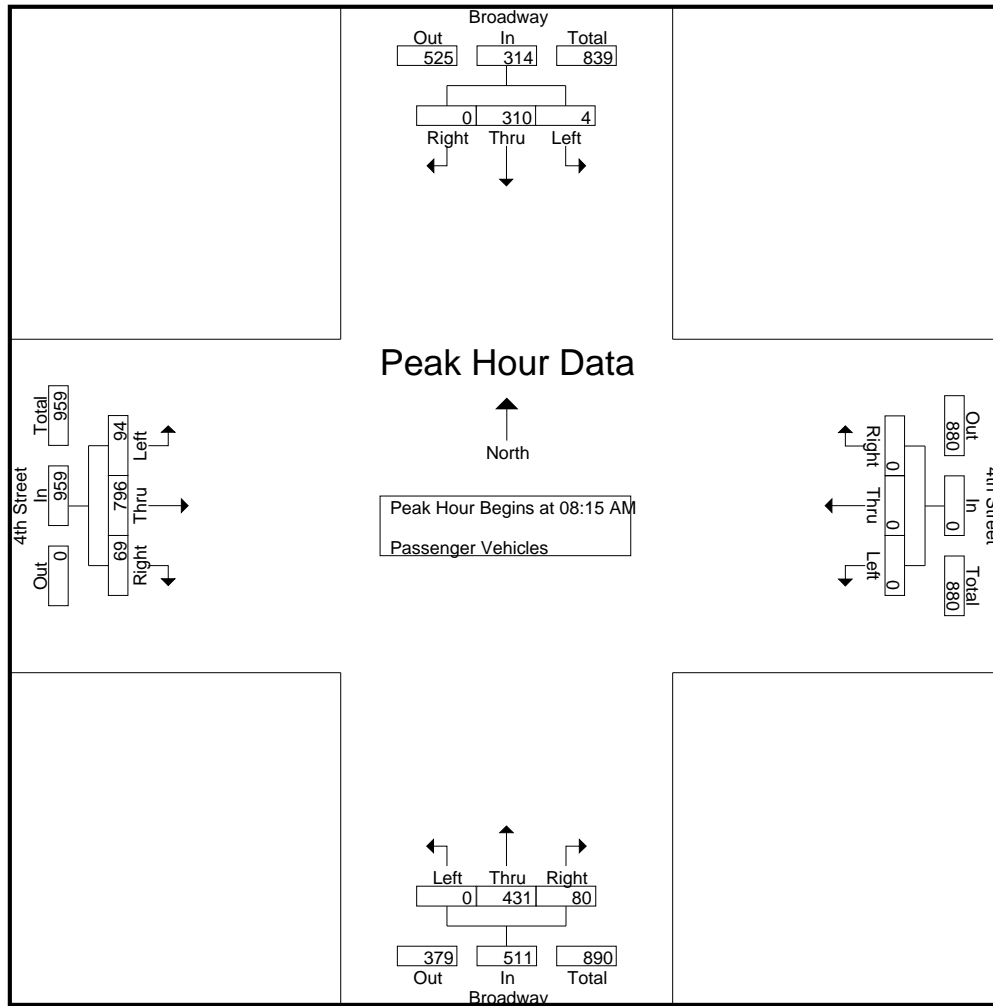 Broadway
Out In Total
525 314 839
0 310 4
Right Thru Left
Peak Hour Data
North
Peak Hour Begins at 08:15 AM
Passenger Vehicles
4th Street
Out In Total
0 959 959
69 796 94
Right Thru Left
4th Street
Out In Total
880 0 880
Right Thru Left
0 0 0
Left Thru Right
0 431 80
379 511 890
Out In Total
Broadway